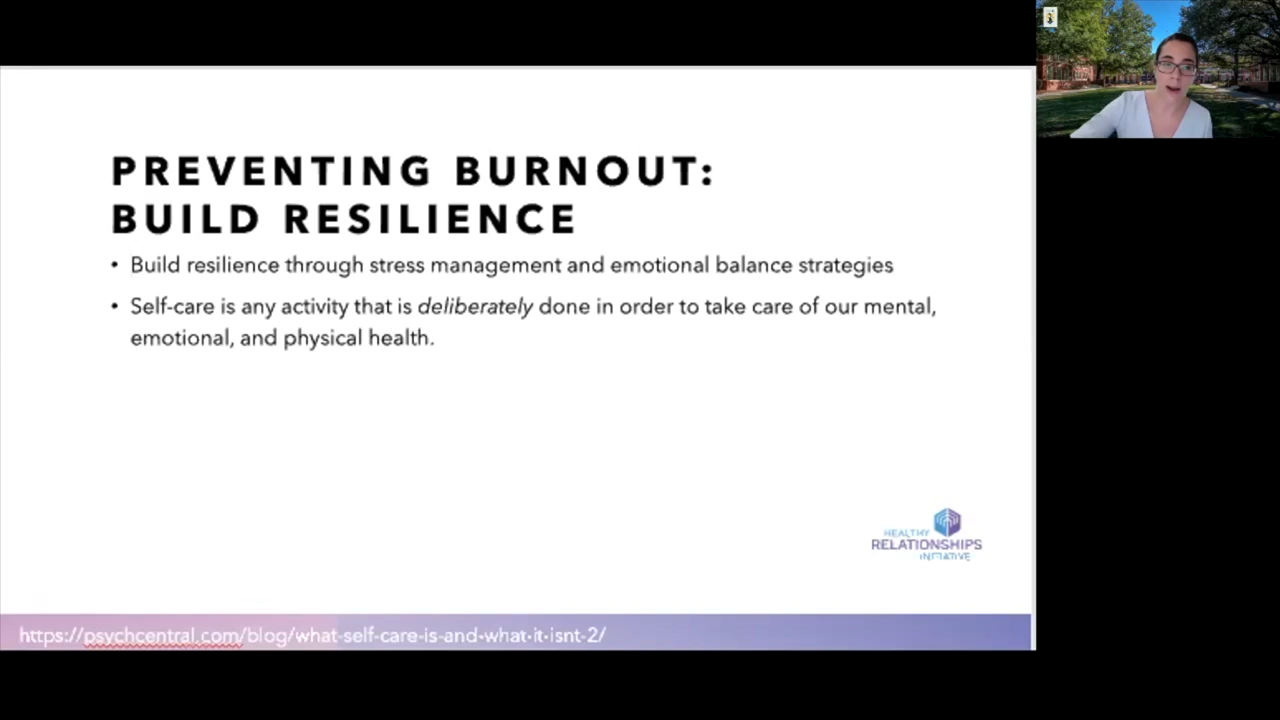 PREVENTING BURNOUT:
BUILD RESILIENCE
• Build resilience through stress management and emotional balance strategies
• Self-care is any activity that is deliberately done in order to take care of our mental,
emotional, and physical health.
HEALTHY
RELATIONSHIPS
INITIATIVE
https://psychcentral.com/blog/what-self-care-is-and-what-it-isnt-2/